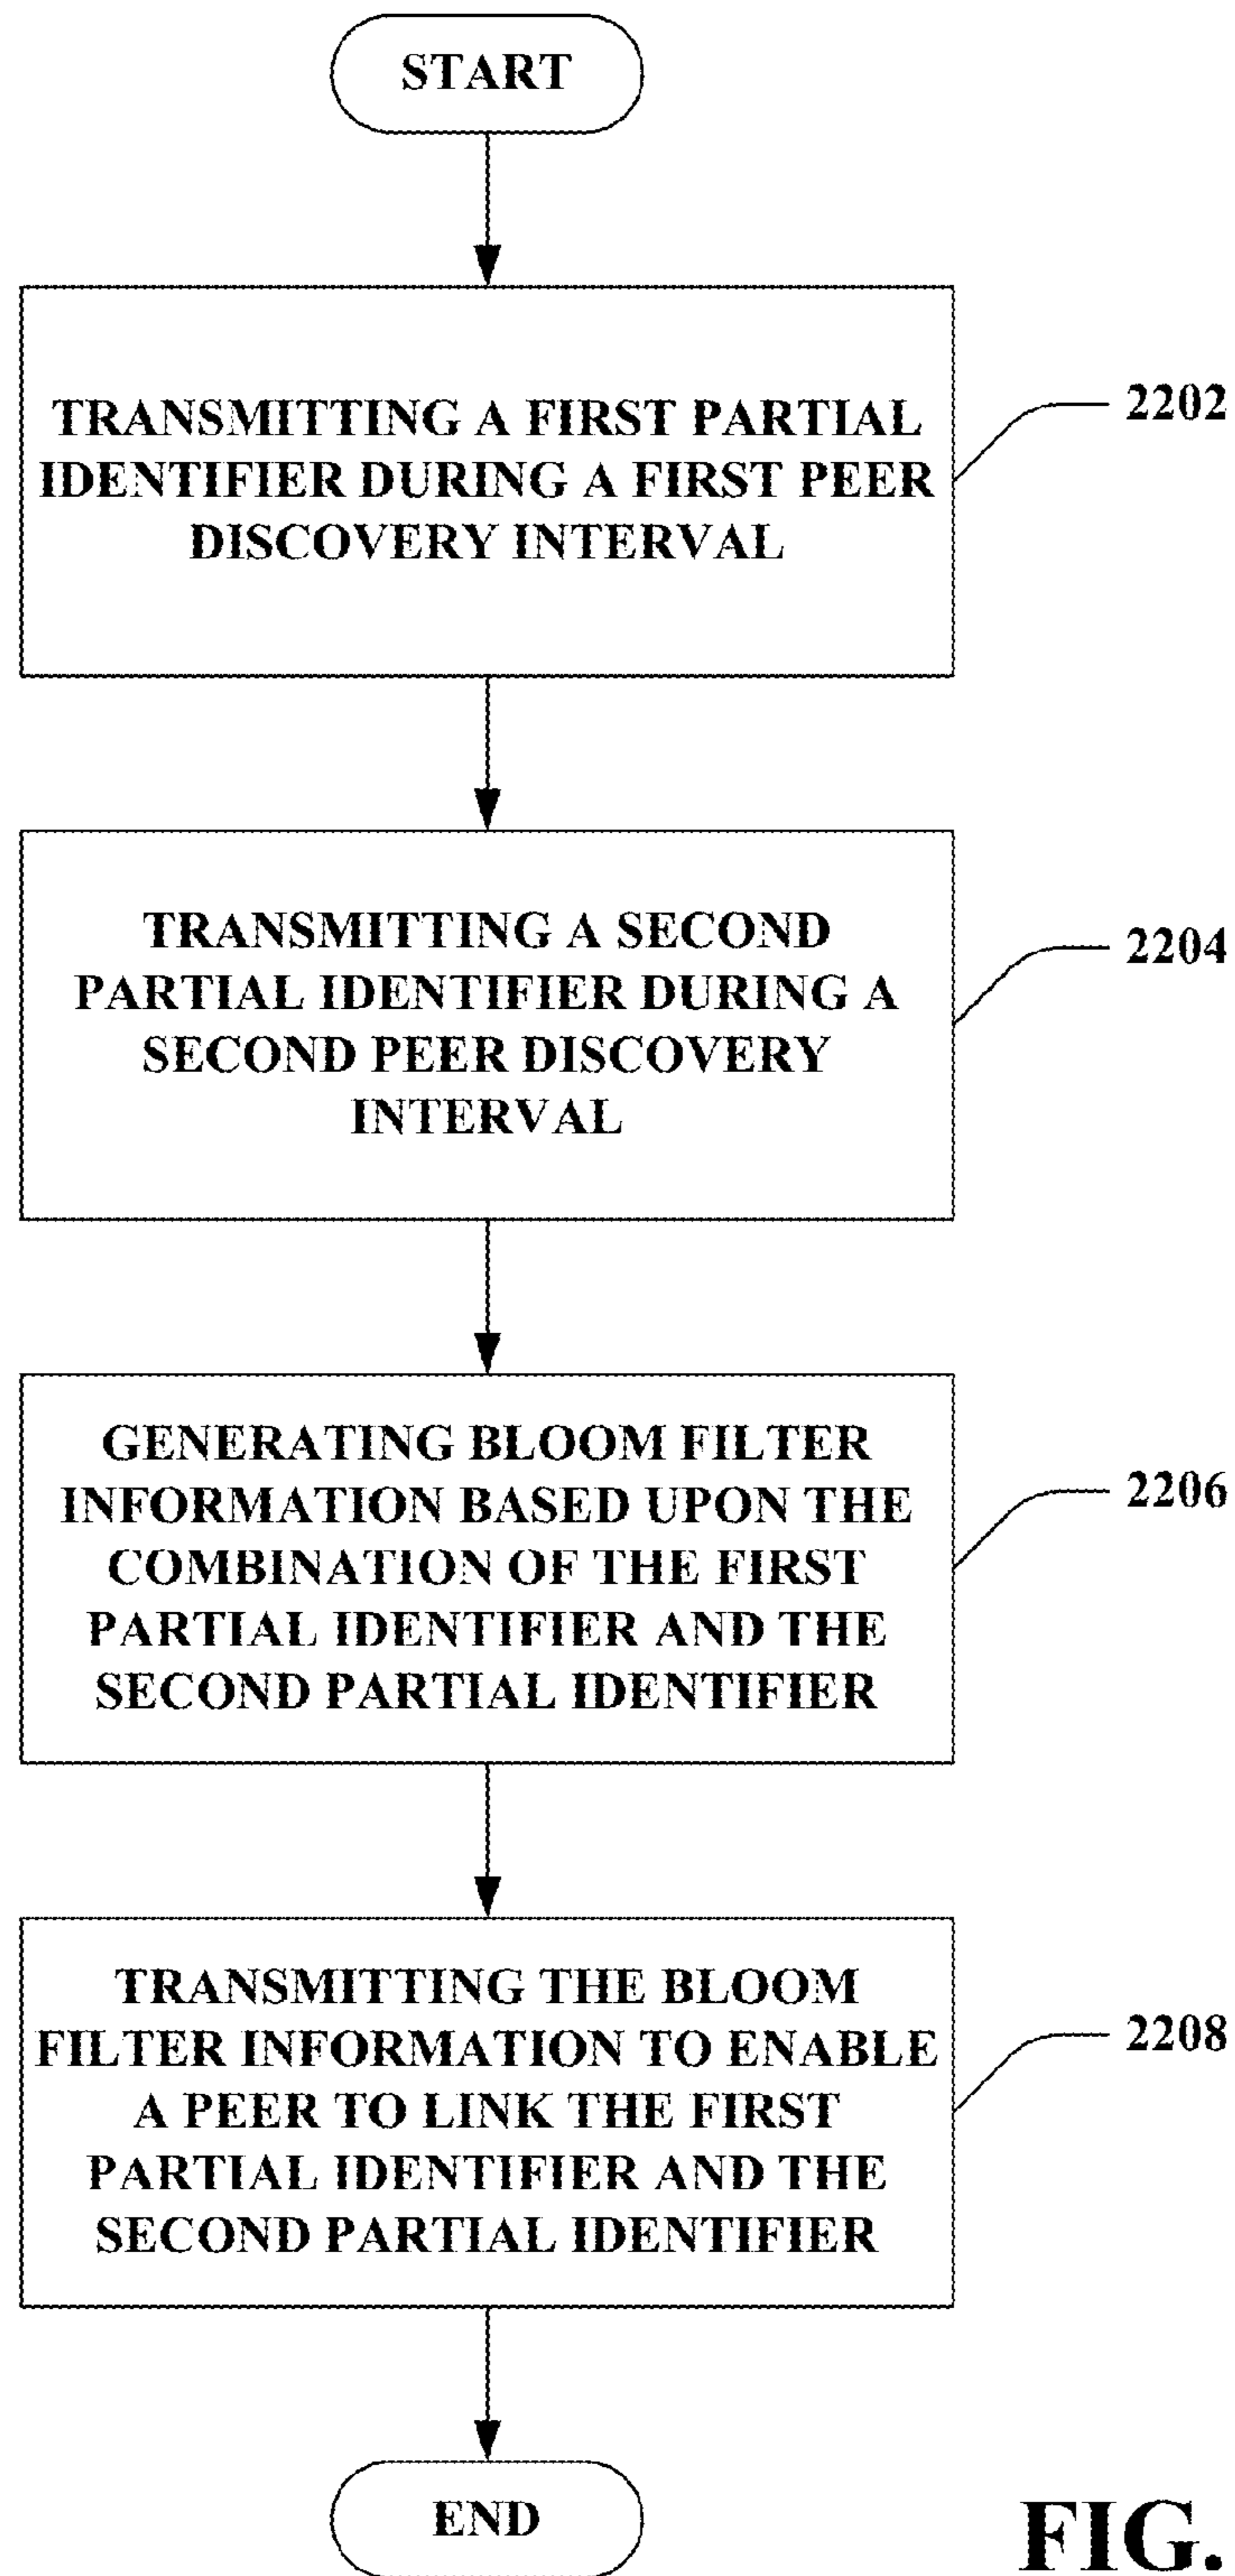 START
TRANSMITTING A FIRST PARTIAL
IDENTIFIER DURING A FIRST PEER
DISCOVERY INTERVAL
2202
TRANSMITTING A SECOND
PARTIAL IDENTIFIER DURING A
SECOND PEER DISCOVERY
INTERVAL
2204
GENERATING BLOOM FILTER
INFORMATION BASED UPON THE
COMBINATION OF THE FIRST
PARTIAL IDENTIFIER AND THE
SECOND PARTIAL IDENTIFIER
2206
TRANSMITTING THE BLOOM
FILTER INFORMATION TO ENABLE
A PEER TO LINK THE FIRST
PARTIAL IDENTIFIER AND THE
SECOND PARTIAL IDENTIFIER
2208
END
FIG.